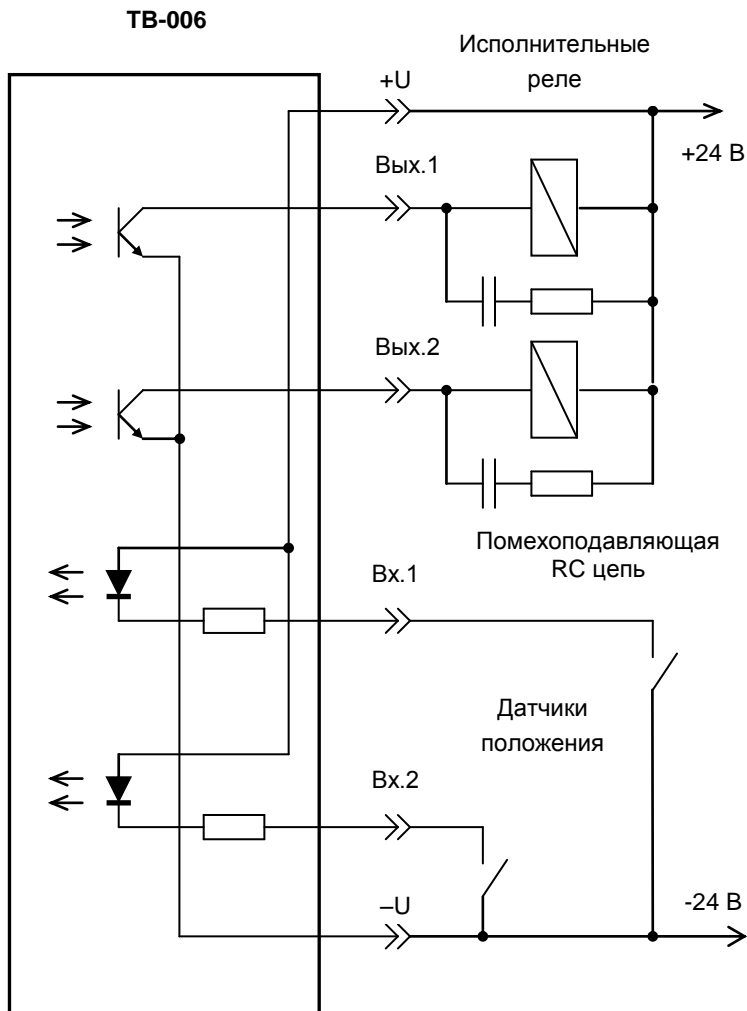 ТВ-006
Исполнительные
реле
+U
+24 В
Вых.1
Вых.2
Помехоподавляющая
RC цепь
Вх.1
Датчики
положения
Вх.2
–U
-24 В